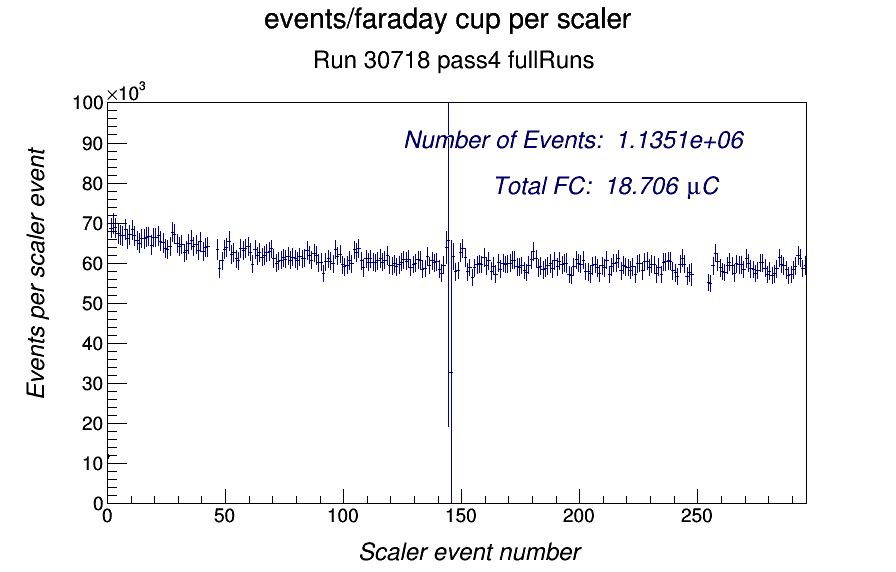 events/faraday cup per scaler
Run 30718 pass4 fullRuns
×10³
100
90
80
70
60
50
40
30
20
10
0
Number of Events: 1.1351e+06
Total FC: 18.706 μC
Events per scaler event
0 50 100 150 200 250
Scaler event number